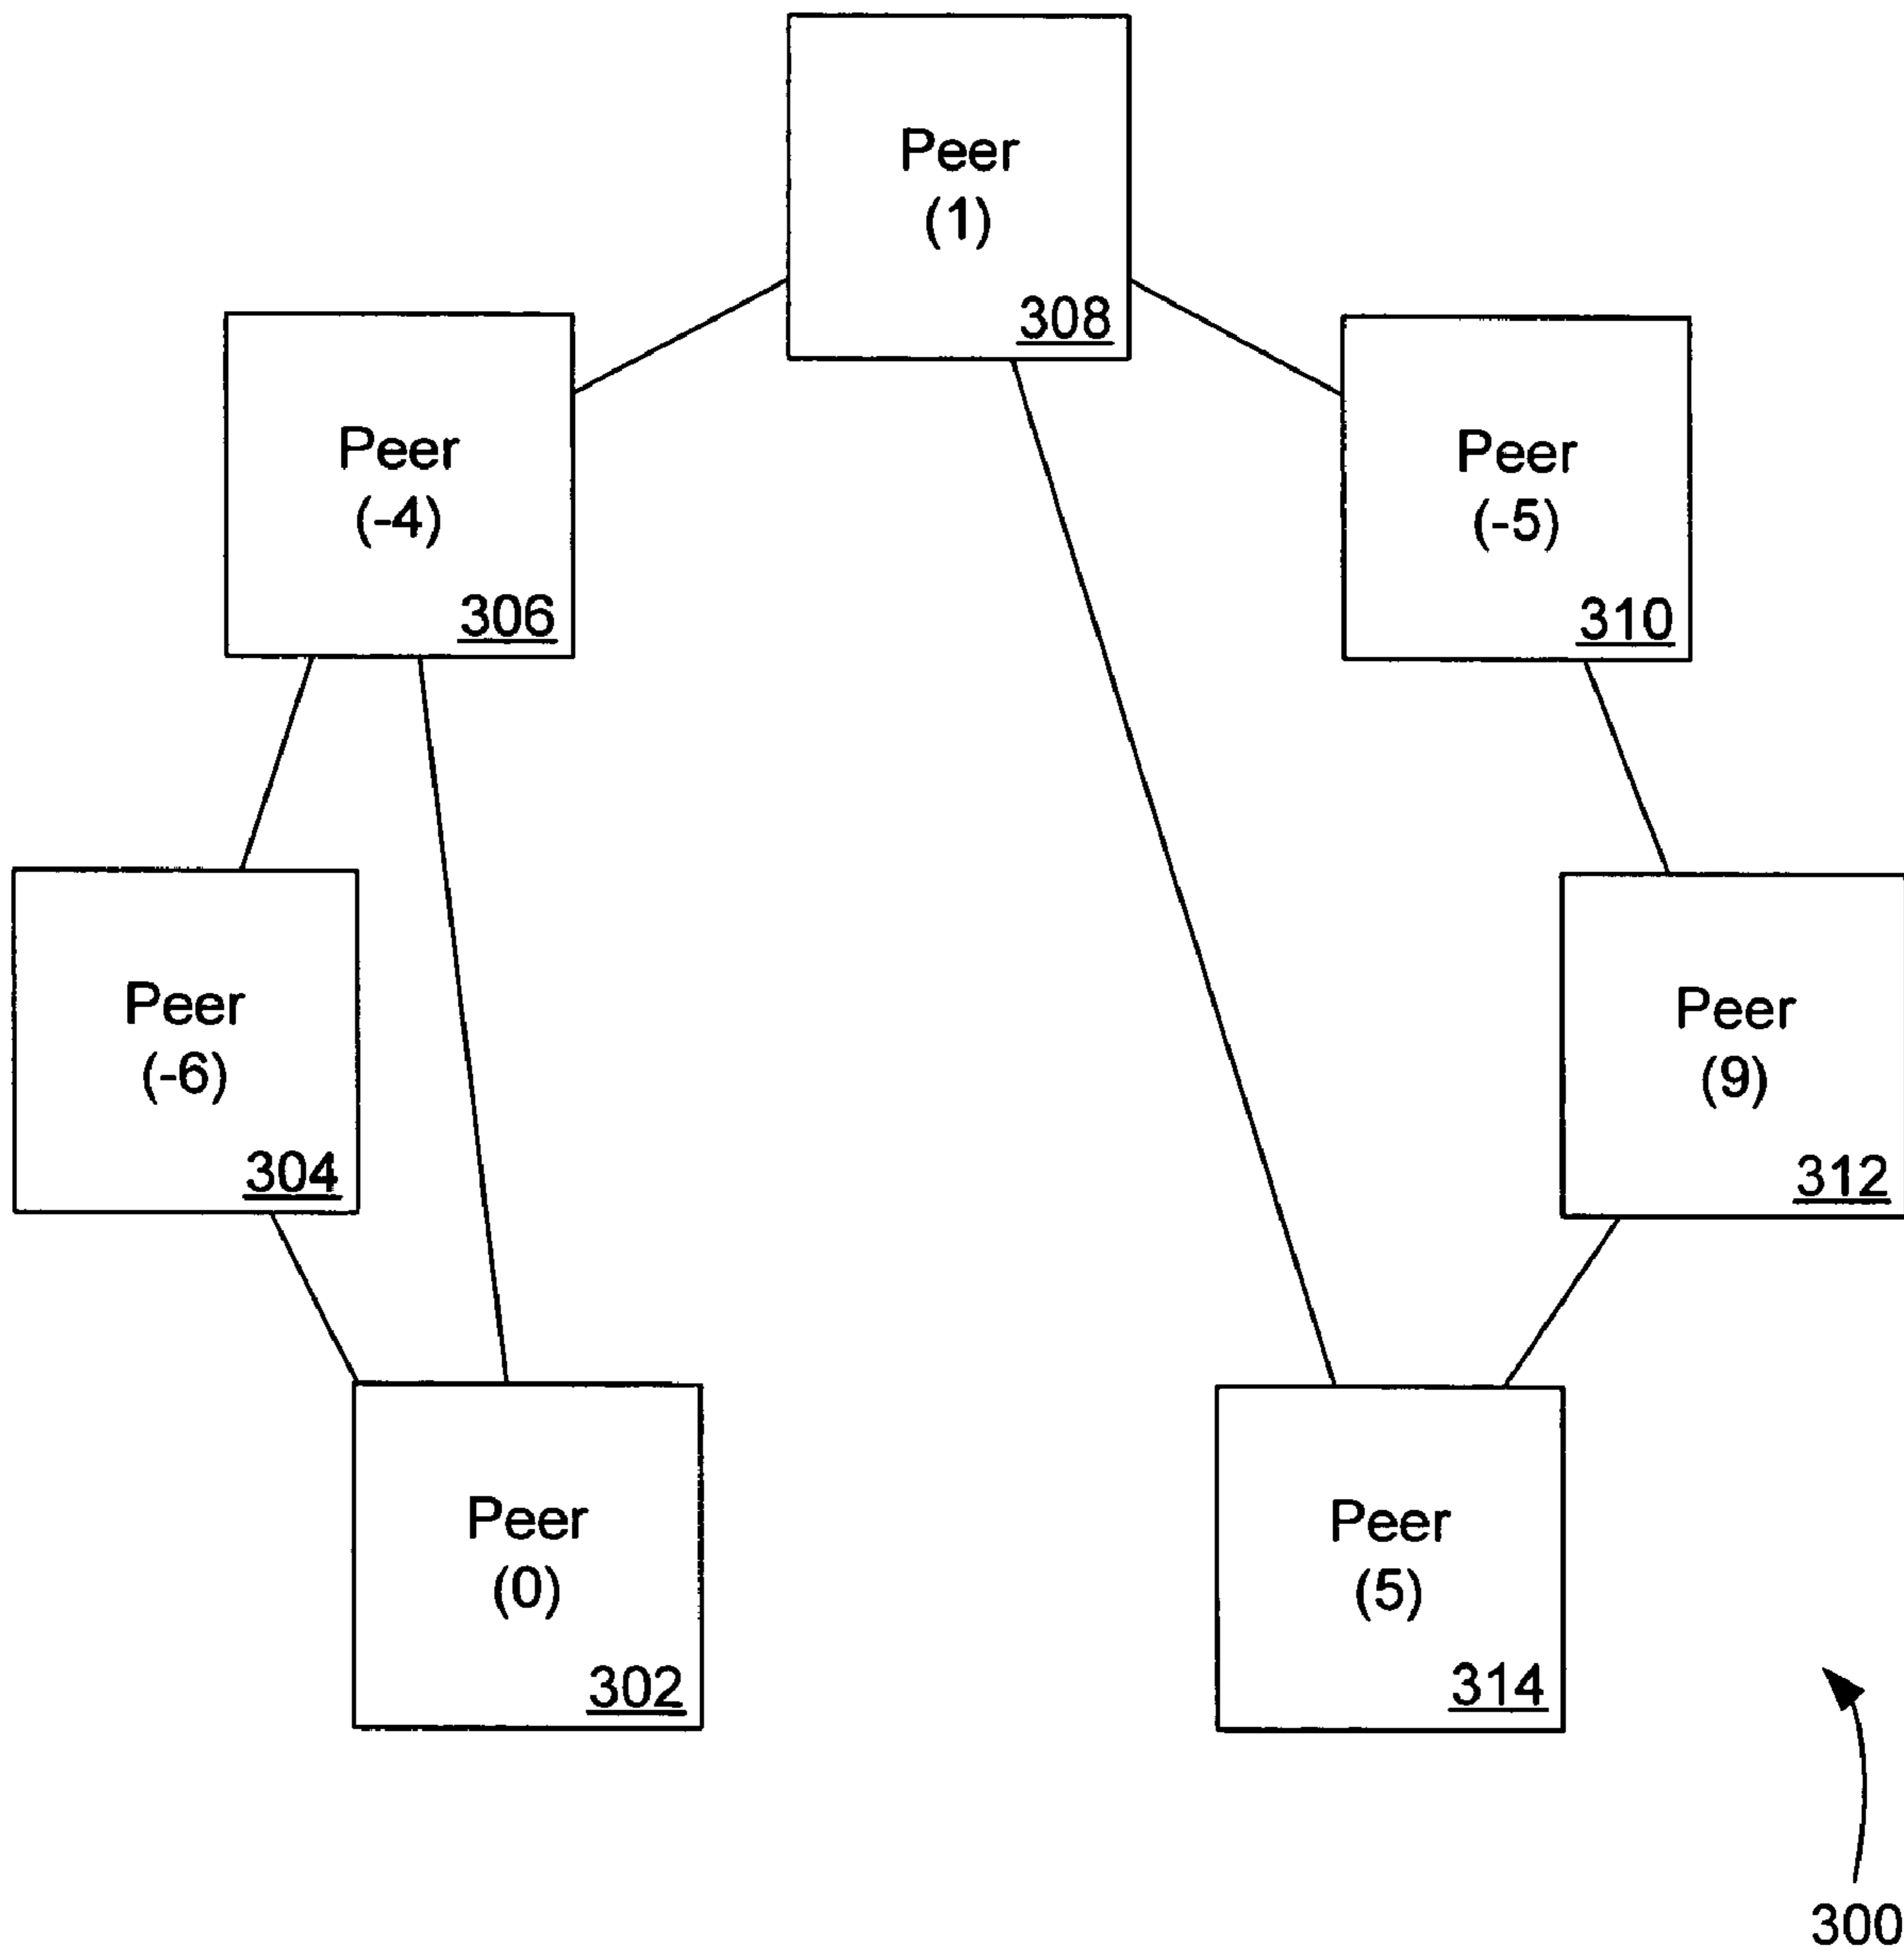 Peer
(1)
308
Peer
(-4)
306
Peer
(-5)
310
Peer
(-6)
304
Peer
(9)
312
Peer
(0)
302
Peer
(5)
314
300